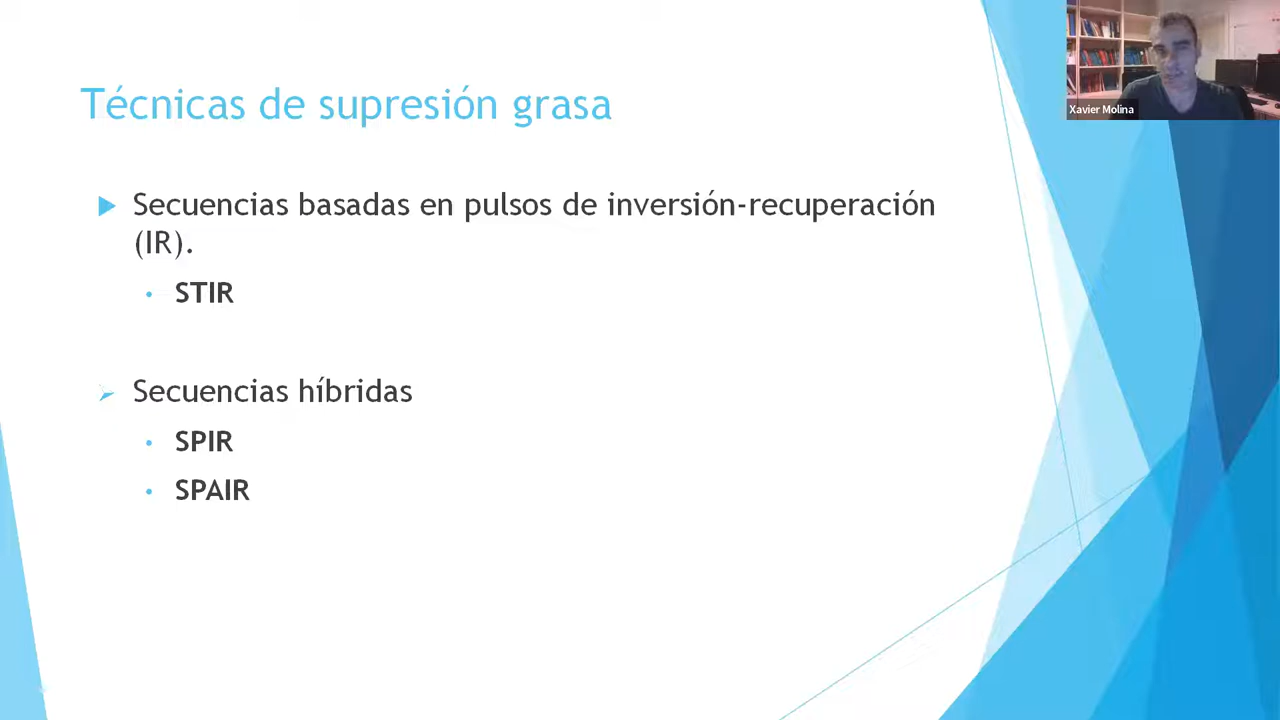 Técnicas de supresión grasa
Xavier Molina
Secuencias basadas en pulsos de inversión-recuperación
(IR).
STIR
Secuencias híbridas
SPIR
SPAIR